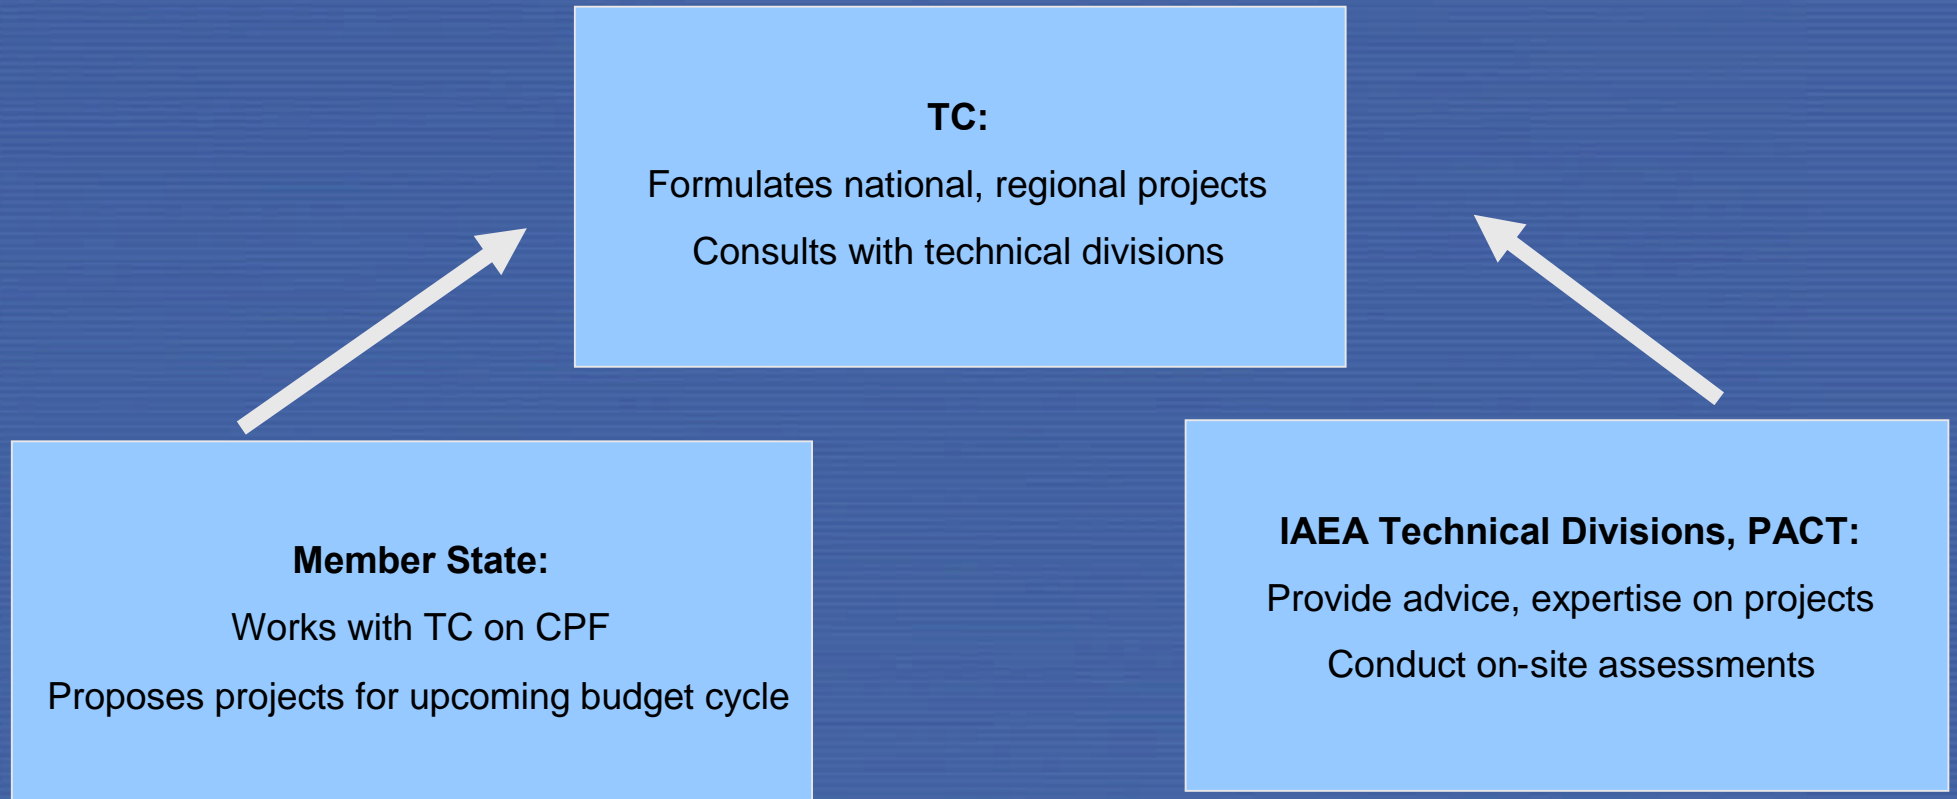 TC:
Formulates national, regional projects
Consults with technical divisions
Member State:
Works with TC on CPF
Proposes projects for upcoming budget cycle
IAEA Technical Divisions, PACT:
Provide advice, expertise on projects
Conduct on-site assessments